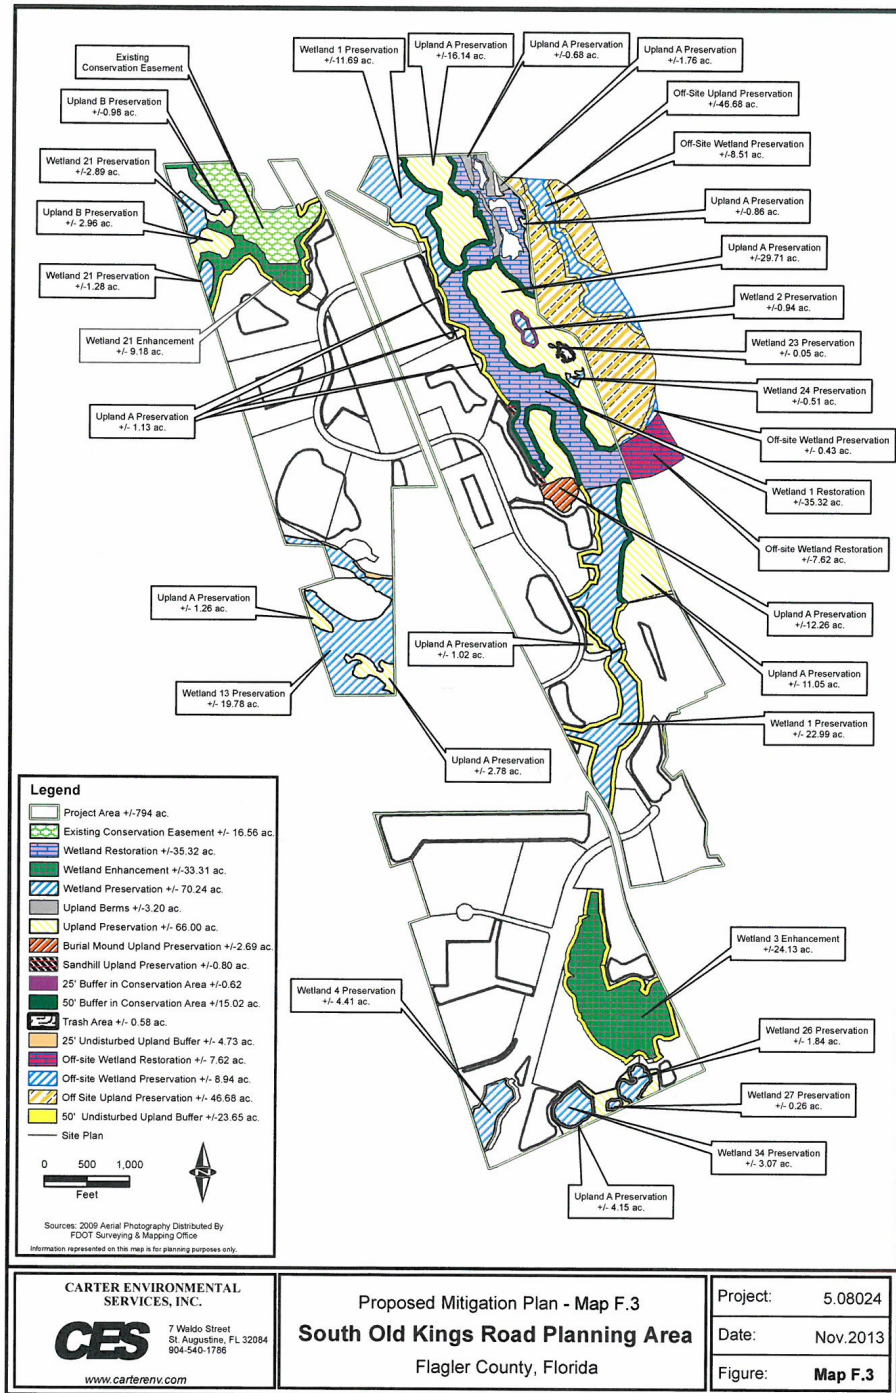 Existing
Conservation Easement
Upland B Preservation
+/-0.98 ac.
Wetland 21 Preservation
+/-2.89 ac.
Upland B Preservation
+/- 2.96 ac.
Wetland 21 Preservation
+/-1.28 ac.
Wetland 21 Enhancement
+/- 9.18 ac.
Upland A Preservation
+/- 1.13 ac.
Wetland 1 Preservation
+/-11.69 ac.
Upland A Preservation
+/-16.14 ac.
Upland A Preservation
+/-0.68 ac.
Upland A Preservation
+/-1.76 ac.
Off-Site Upland Preservation
+/-46.68 ac.
Off-Site Wetland Preservation
+/-8.51 ac.
Upland A Preservation
+/-0.86 ac.
Upland A Preservation
+/-29.71 ac.
Wetland 2 Preservation
+/-0.94 ac.
Wetland 23 Preservation
+/- 0.05 ac.
Wetland 24 Preservation
+/-0.51 ac.
Off-site Wetland Preservation
+/- 0.43 ac.
Wetland 1 Restoration
+/-35.32 ac.
Off-site Wetland Restoration
+/-7.62 ac.
Upland A Preservation
+/-12.26 ac.
Upland A Preservation
+/- 11.05 ac.
Wetland 1 Preservation
+/- 22.99 ac.
Upland A Preservation
+/- 1.26 ac.
Upland A Preservation
+/- 1.02 ac.
Wetland 13 Preservation
+/- 19.78 ac.
Upland A Preservation
+/- 2.78 ac.
Wetland 3 Enhancement
+/-24.13 ac.
Wetland 4 Preservation
+/- 4.41 ac.
Wetland 26 Preservation
+/- 1.84 ac.
Wetland 27 Preservation
+/- 0.26 ac.
Wetland 34 Preservation
+/- 3.07 ac.
Upland A Preservation
+/- 4.15 ac.
Legend
Project Area +/-794 ac.
Existing Conservation Easement +/- 16.56 ac.
Wetland Restoration +/-35.32 ac.
Wetland Enhancement +/-33.31 ac.
Wetland Preservation +/- 70.24 ac.
Upland Berms +/-3.20 ac.
Upland Preservation +/- 66.00 ac.
Burial Mound Upland Preservation +/-2.69 ac.
Sandhill Upland Preservation +/-0.80 ac.
25' Buffer in Conservation Area +/-0.62
50' Buffer in Conservation Area +/15.02 ac.
Trash Area +/- 0.58 ac.
25' Undisturbed Upland Buffer +/- 4.73 ac.
Off-site Wetland Restoration +/- 7.62 ac.
Off-site Wetland Preservation +/- 8.94 ac.
Off Site Upland Preservation +/- 46.68 ac.
50' Undisturbed Upland Buffer +/-23.65 ac.
Site Plan
0 500 1,000
Feet
N
Sources: 2009 Aerial Photography Distributed By
FDOT Surveying & Mapping Office
Information represented on this map is for planning purposes only.
CARTER ENVIRONMENTAL
SERVICES, INC.
CES
7 Waldo Street
St. Augustine, FL 32084
904-540-1786
www.carterenv.com
Proposed Mitigation Plan - Map F.3
South Old Kings Road Planning Area
Flagler County, Florida
Project: 5.08024
Date: Nov.2013
Figure: Map F.3